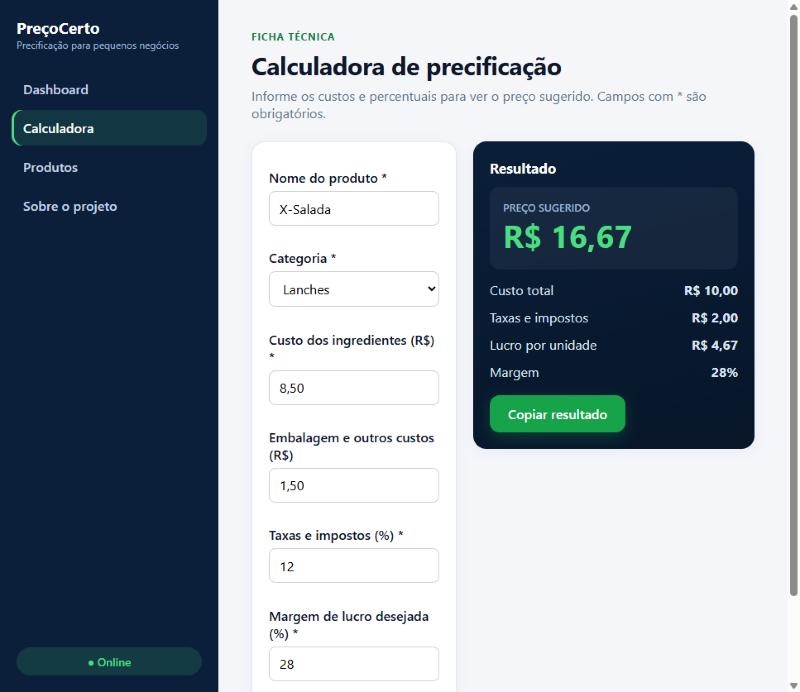 PreçoCerto
Precificação para pequenos negócios
Dashboard
Calculadora
Produtos
Sobre o projeto
● Online
FICHA TÉCNICA
Calculadora de precificação
Informe os custos e percentuais para ver o preço sugerido. Campos com * são
obrigatórios.
Nome do produto *
X-Salada
Categoria *
Lanches
Custo dos ingredientes (R$)
*
8,50
Embalagem e outros custos
(R$)
1,50
Taxas e impostos (%) *
12
Margem de lucro desejada
(%) *
28
Resultado
PREÇO SUGERIDO
R$ 16,67
Custo total R$ 10,00
Taxas e impostos R$ 2,00
Lucro por unidade R$ 4,67
Margem 28%
Copiar resultado